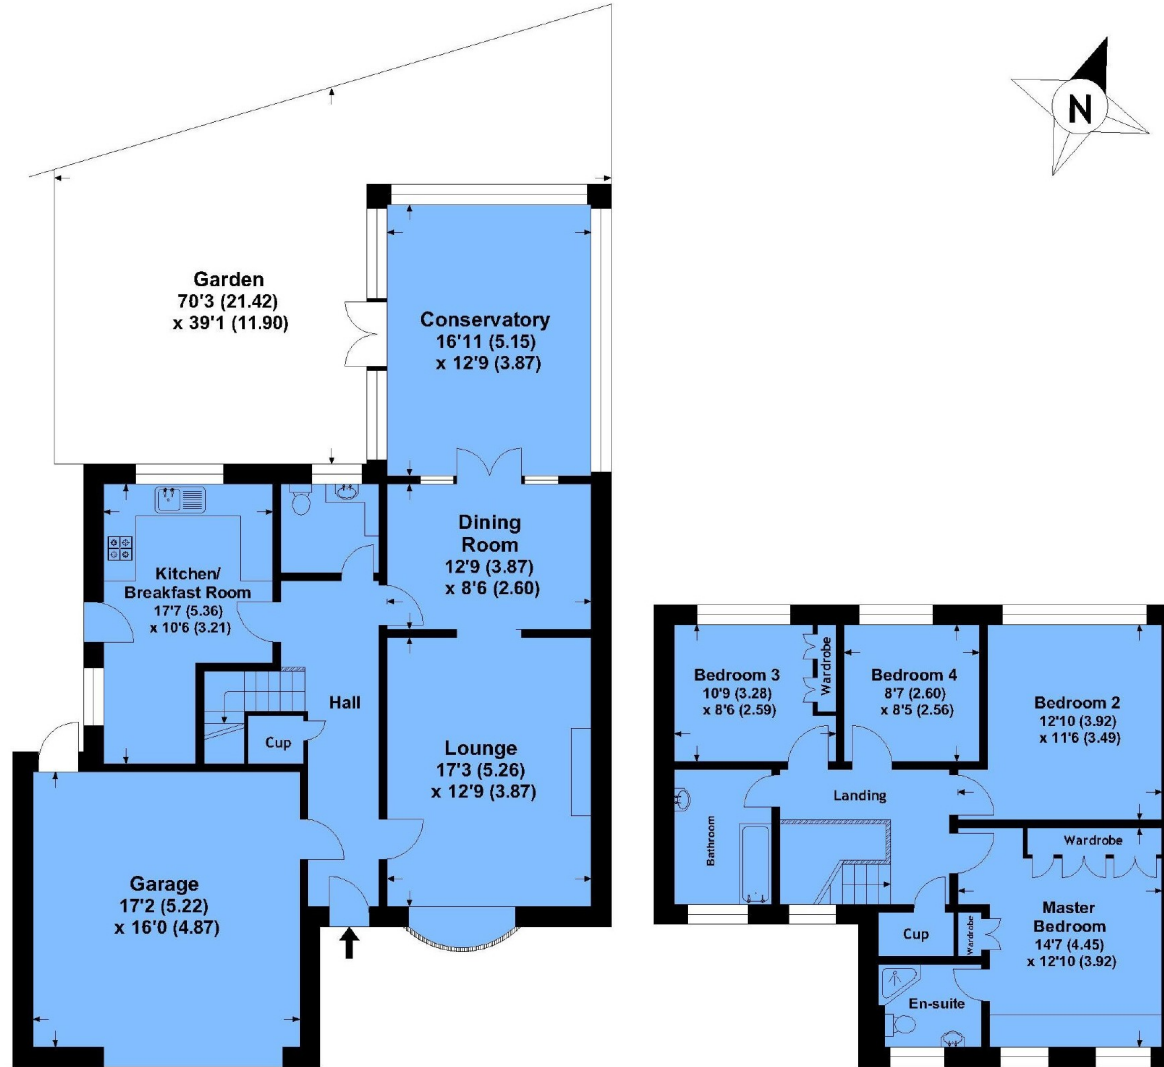 N
Garden
70'3 (21.42)
x 39'1 (11.90)
Conservatory
16'11 (5.15)
x 12'9 (3.87)
Dining
Room
12'9 (3.87)
x 8'6 (2.60)
Kitchen/
Breakfast Room
17'7 (5.36)
x 10'6 (3.21)
Hall
Cup
Lounge
17'3 (5.26)
x 12'9 (3.87)
Garage
17'2 (5.22)
x 16'0 (4.87)
Bedroom 3
10'9 (3.28)
x 8'6 (2.59)
Wardrobe
Bedroom 4
8'7 (2.60)
x 8'5 (2.56)
Bedroom 2
12'10 (3.92)
x 11'6 (3.49)
Landing
Bathroom
Wardrobe
Master
Bedroom
14'7 (4.45)
x 12'10 (3.92)
Wardrobe
Cup
En-suite